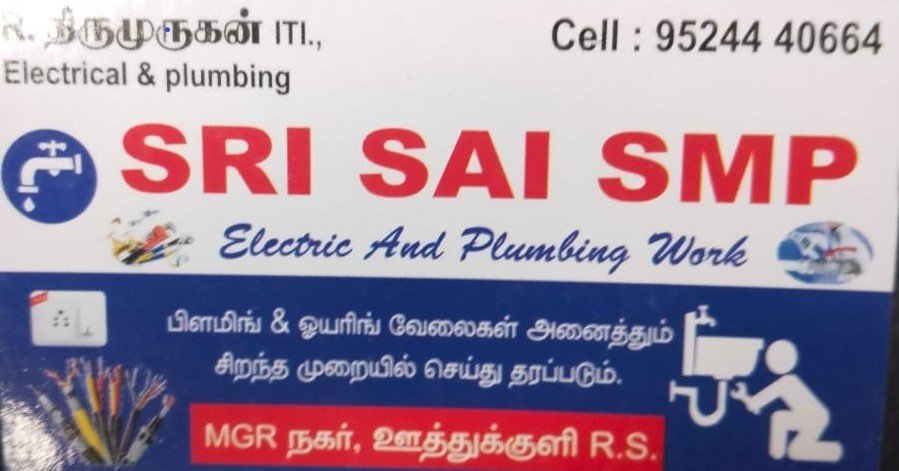 R. திருமுருகன் ITI.,
Electrical & plumbing
Cell : 95244 40664
SRI SAI SMP
Electric And Plumbing Work
பிளமிங் & ஒயரிங் வேலைகள் அனைத்தும்
சிறந்த முறையில் செய்து தரப்படும்.
MGR நகர், ஊத்துக்குளி R.S.